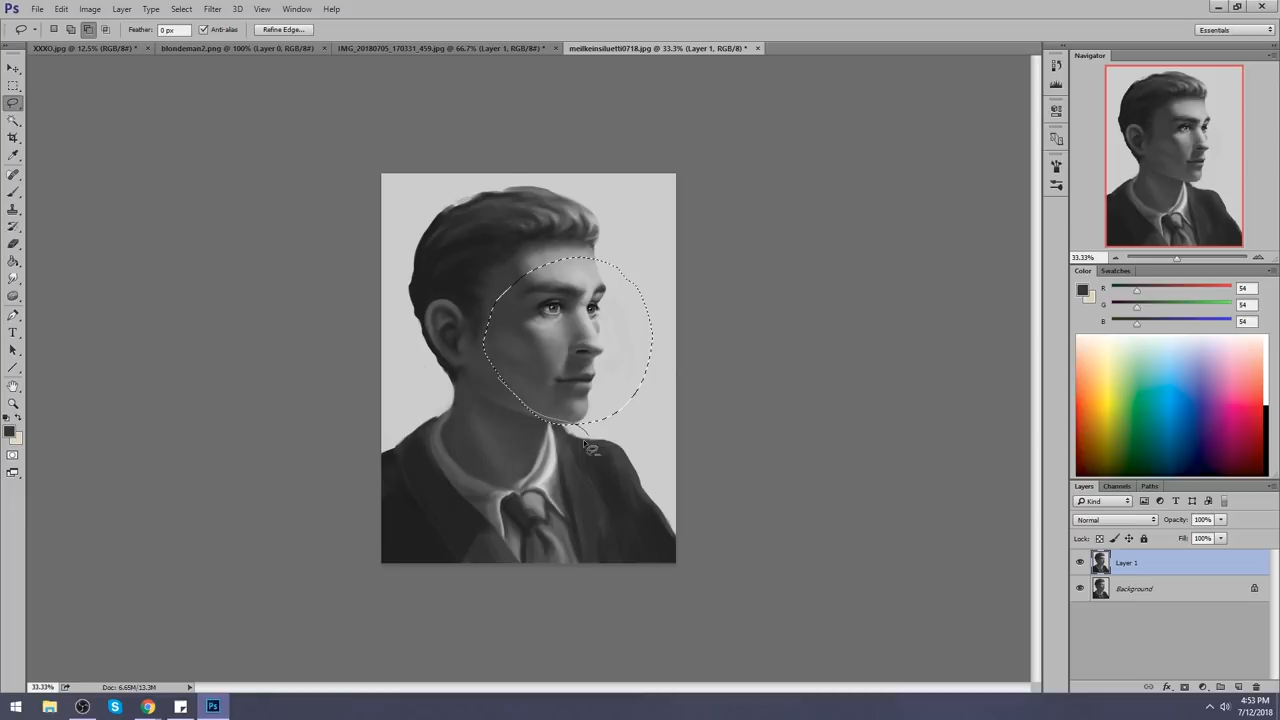 Ps File Edit Image Layer Type Select Filter 3D View Window Help
Feather: 0 px Anti-alias Refine Edge... Essentials
XXXO.jpg @ 12,5% (RGB/8#) * × blondeman2.png @ 100% (Layer 0, RGB/8#) × IMG_20180705_170331_459.jpg @ 66.7% (Layer 1, RGB/8#) * × meilkeinsiluetti0718.jpg @ 33.3% (Layer 1, RGB/8) * ×
Navigator
33.33%
Color Swatches
R 54
G 54
B 54
Layers Channels Paths
Kind
Normal Opacity: 100%
Lock: Fill: 100%
Layer 1
Background
33.33% Doc: 6.65M/13.3M
4:53 PM
7/12/2018